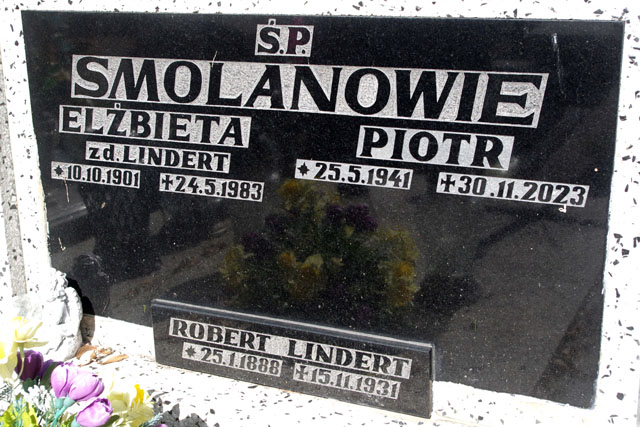 Ś.P.
SMOLANOWIE
ELŻBIETA PIOTR
zd. LINDERT
*10.10.1901 +24.5.1983 *25.5.1941 +30.11.2023
ROBERT LINDERT
*25.1.1888 +15.11.1931